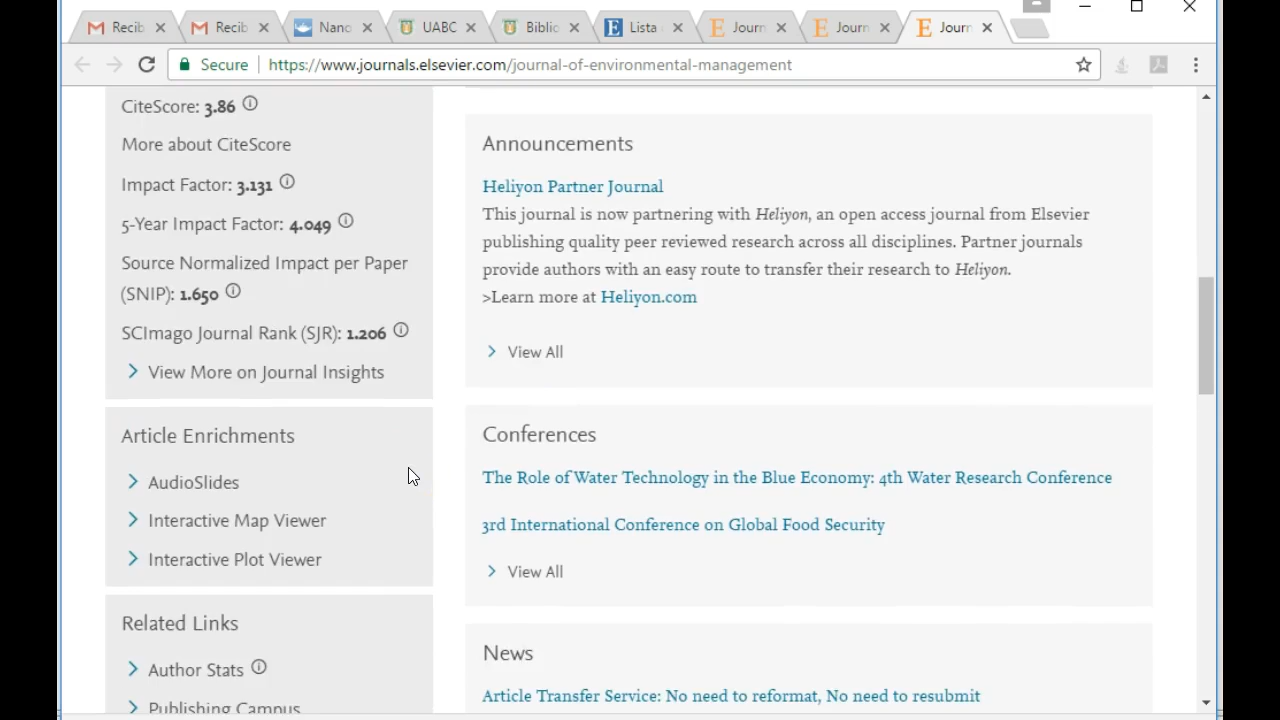 Recib
Recib
Nano
UABC
Biblic
Lista
Journ
Journ
Journ
Secure
https://www.journals.elsevier.com/journal-of-environmental-management
CiteScore: 3.86
More about CiteScore
Impact Factor: 3.131
5-Year Impact Factor: 4.049
Source Normalized Impact per Paper
(SNIP): 1.650
SCImago Journal Rank (SJR): 1.206
View More on Journal Insights
Article Enrichments
AudioSlides
Interactive Map Viewer
Interactive Plot Viewer
Related Links
Author Stats
Publishing Campus
Announcements
Heliyon Partner Journal
This journal is now partnering with Heliyon, an open access journal from Elsevier
publishing quality peer reviewed research across all disciplines. Partner journals
provide authors with an easy route to transfer their research to Heliyon.
>Learn more at Heliyon.com
View All
Conferences
The Role of Water Technology in the Blue Economy: 4th Water Research Conference
3rd International Conference on Global Food Security
View All
News
Article Transfer Service: No need to reformat, No need to resubmit